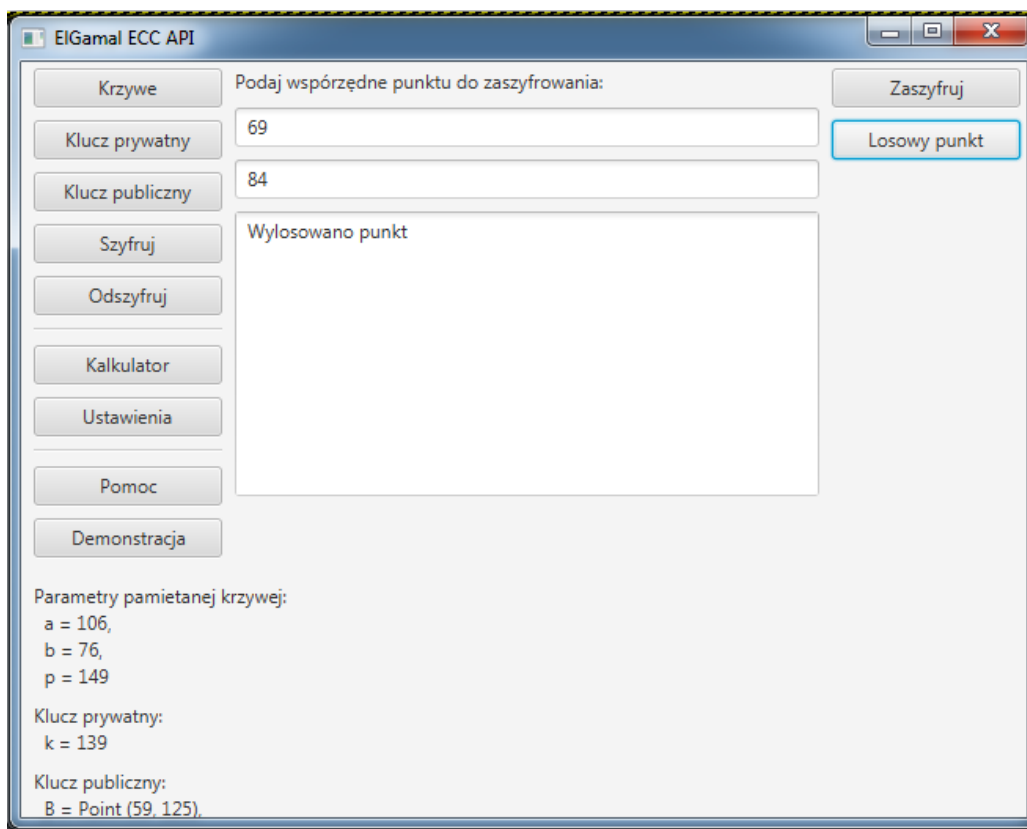 ElGamal ECC API
Krzywe
Klucz prywatny
Klucz publiczny
Szyfruj
Odszyfruj
Kalkulator
Ustawienia
Pomoc
Demonstracja
Podaj wspórzędne punktu do zaszyfrowania:
69
84
Wylosowano punkt
Zaszyfruj
Losowy punkt
Parametry pamietanej krzywej:
a = 106,
b = 76,
p = 149
Klucz prywatny:
k = 139
Klucz publiczny:
B = Point (59, 125),